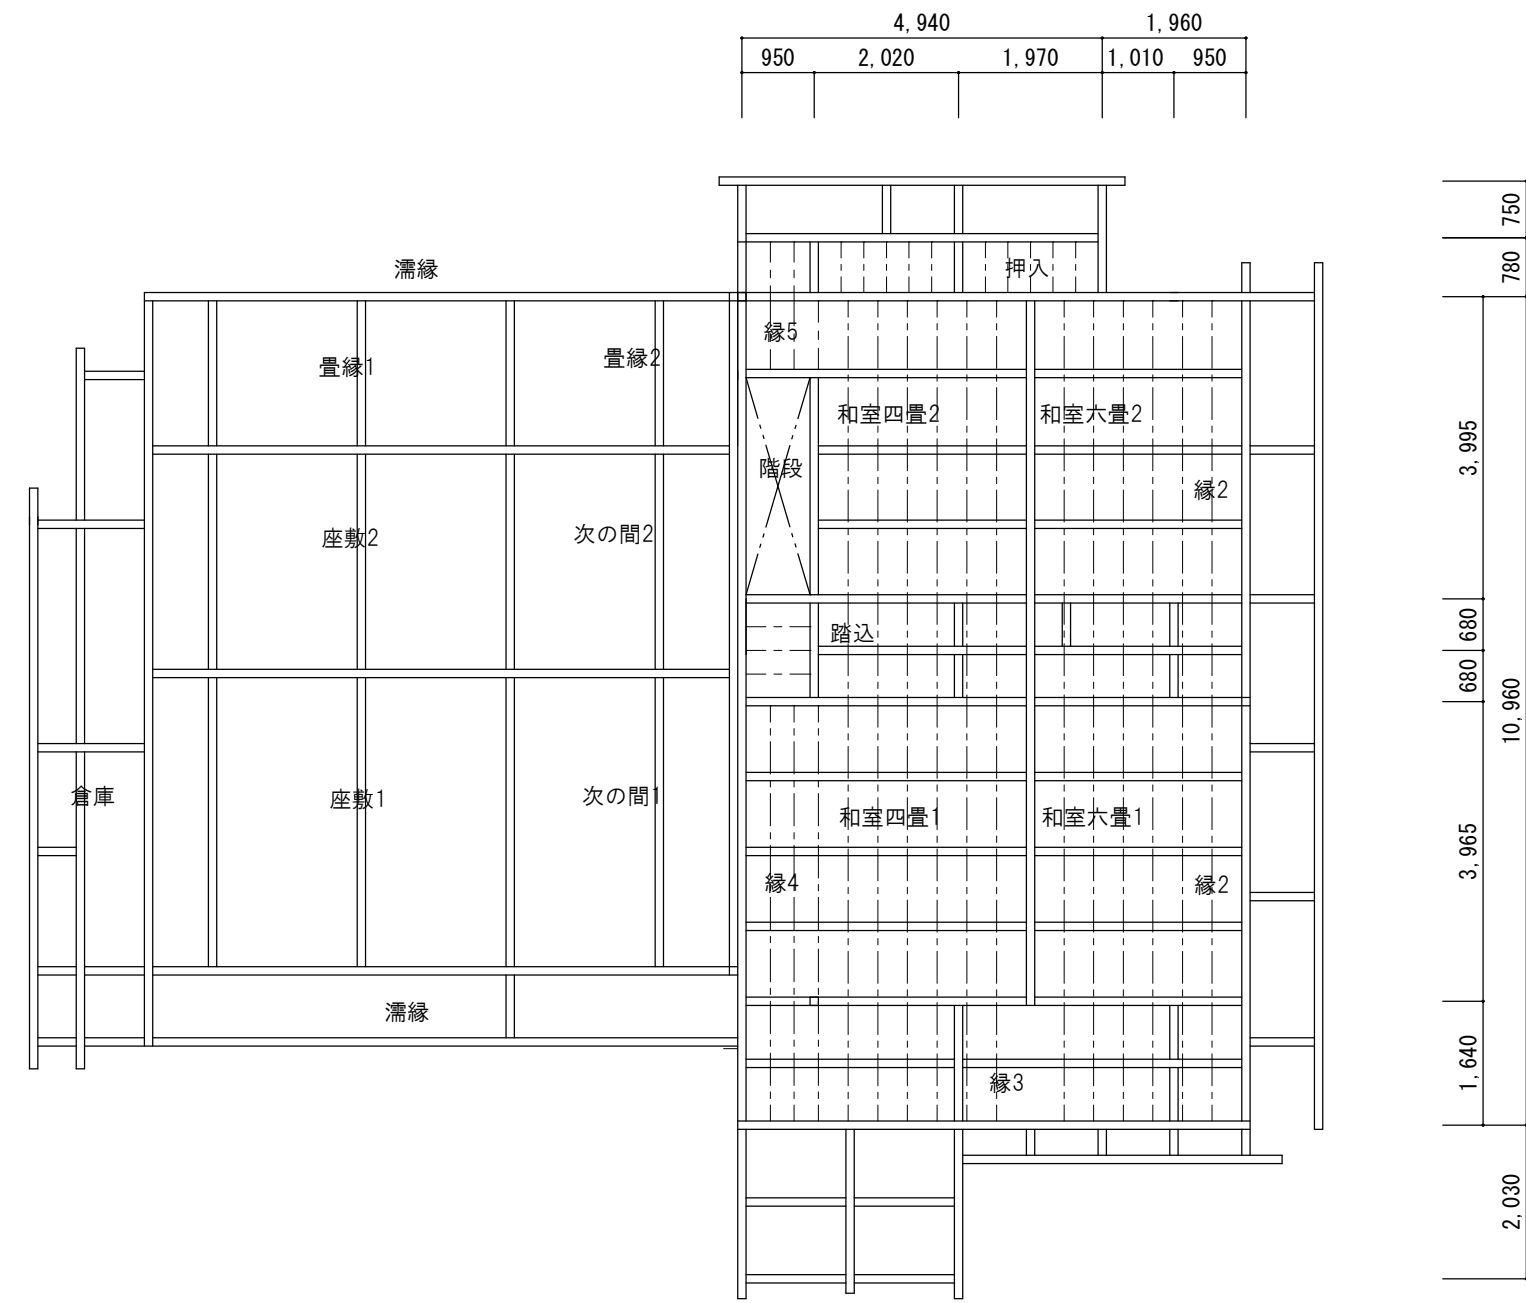 4,940
1,960
950
2,020
1,970
1,010
950
750
780
濡縁
押入
縁5
畳縁1
畳縁2
和室四畳2
和室六畳2
3,995
階段
縁2
座敷2
次の間2
踏込
680
680
10,960
倉庫
座敷1
次の間1
和室四畳1
和室六畳1
縁4
縁2
3,965
濡縁
縁3
1,640
2,030